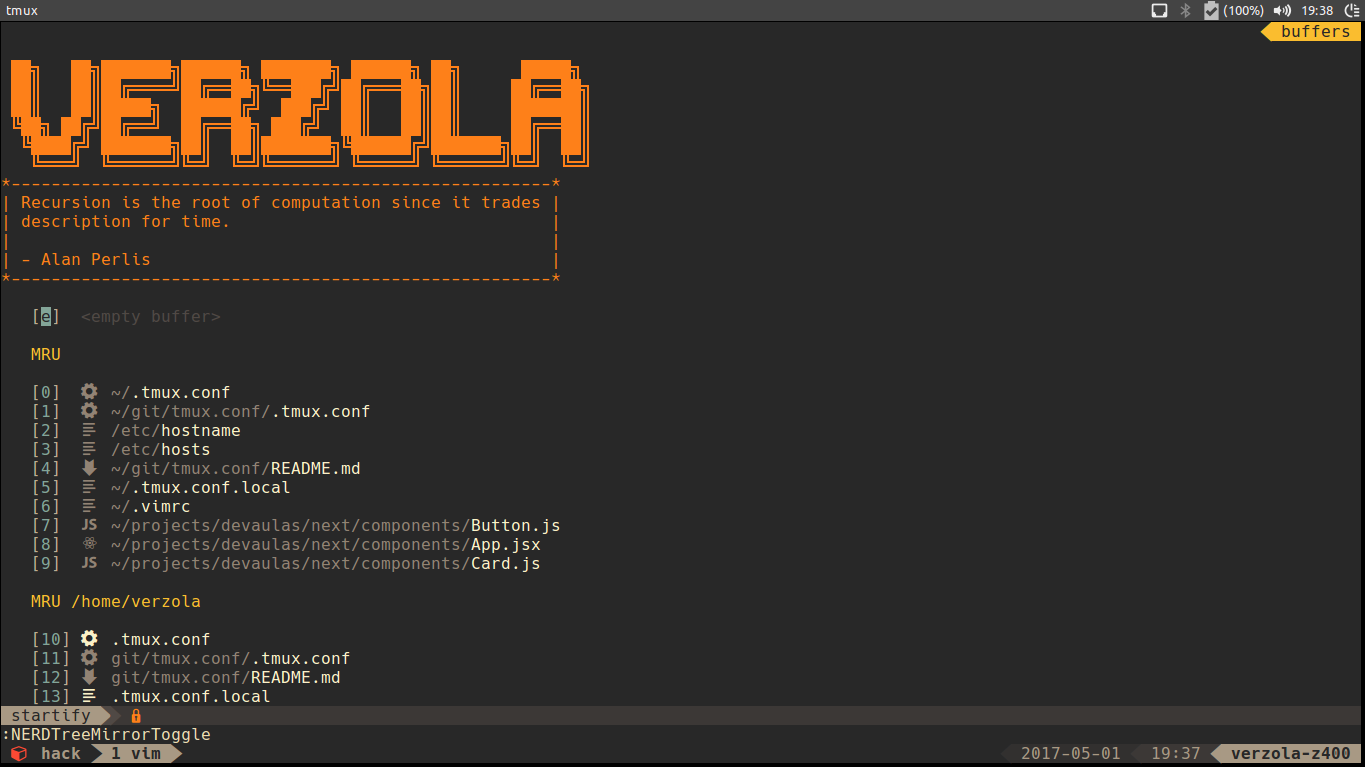 tmux (100%) 19:38
buffers
VERZOLA
*------------------------------------------------------*
| Recursion is the root of computation since it trades |
| description for time. |
| |
| - Alan Perlis |
*------------------------------------------------------*
[e] <empty buffer>
MRU
[0] ~/.tmux.conf
[1] ~/git/tmux.conf/.tmux.conf
[2] /etc/hostname
[3] /etc/hosts
[4] ~/git/tmux.conf/README.md
[5] ~/.tmux.conf.local
[6] ~/.vimrc
[7] JS ~/projects/devaulas/next/components/Button.js
[8] ~/projects/devaulas/next/components/App.jsx
[9] JS ~/projects/devaulas/next/components/Card.js
MRU /home/verzola
[10] .tmux.conf
[11] git/tmux.conf/.tmux.conf
[12] git/tmux.conf/README.md
[13] .tmux.conf.local
startify
:NERDTreeMirrorToggle
hack 1 vim 2017-05-01 19:37 verzola-z400